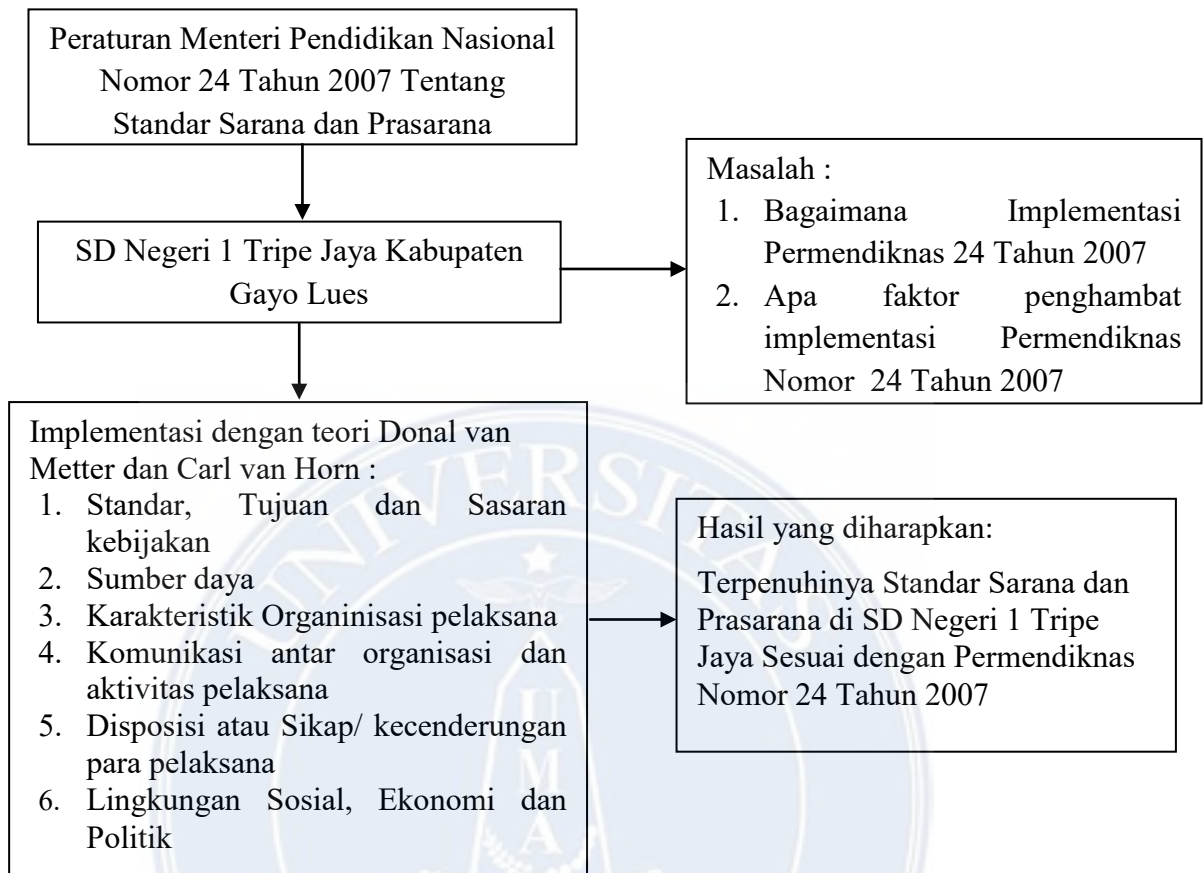 Peraturan Menteri Pendidikan Nasional
Nomor 24 Tahun 2007 Tentang
Standar Sarana dan Prasarana
SD Negeri 1 Tripe Jaya Kabupaten
Gayo Lues
Masalah :
1. Bagaimana Implementasi
Permendiknas 24 Tahun 2007
2. Apa faktor penghambat
implementasi Permendiknas
Nomor 24 Tahun 2007
Implementasi dengan teori Donal van
Metter dan Carl van Horn :
1. Standar, Tujuan dan Sasaran
kebijakan
2. Sumber daya
3. Karakteristik Organinisasi pelaksana
4. Komunikasi antar organisasi dan
aktivitas pelaksana
5. Disposisi atau Sikap/ kecenderungan
para pelaksana
6. Lingkungan Sosial, Ekonomi dan
Politik
Hasil yang diharapkan:
Terpenuhinya Standar Sarana dan
Prasarana di SD Negeri 1 Tripe
Jaya Sesuai dengan Permendiknas
Nomor 24 Tahun 2007
UNIVERSITAS
U
M
A